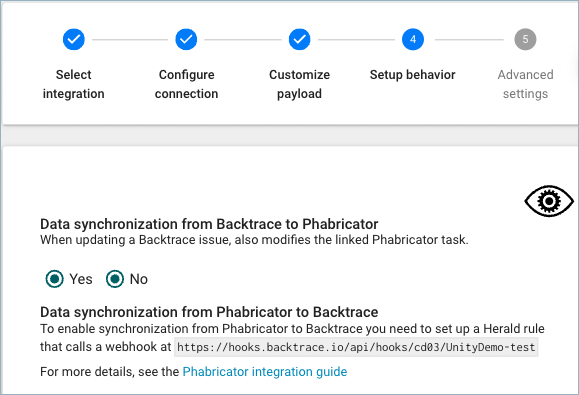 4
5
Select
integration
Configure
connection
Customize
payload
Setup behavior
Advanced
settings
Data synchronization from Backtrace to Phabricator
When updating a Backtrace issue, also modifies the linked Phabricator task.
Yes
No
Data synchronization from Phabricator to Backtrace
To enable synchronization from Phabricator to Backtrace you need to set up a Herald rule
that calls a webhook at https://hooks.backtrace.io/api/hooks/cd03/UnityDemo-test
For more details, see the Phabricator integration guide